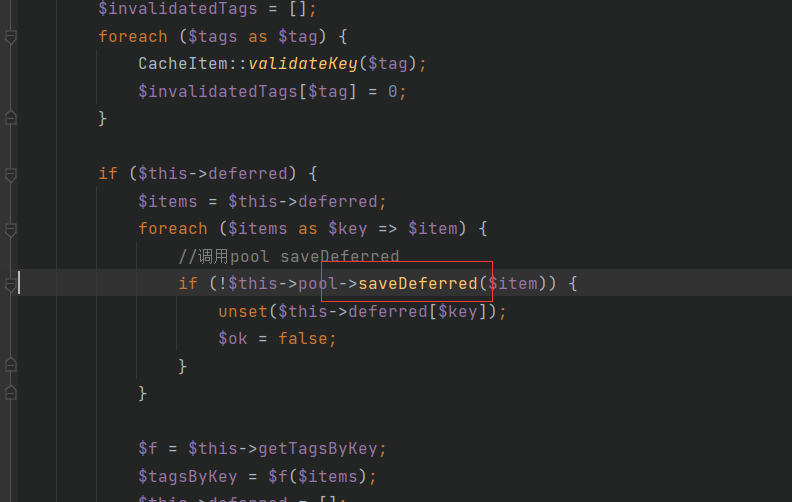 $invalidatedTags = [];
foreach ($tags as $tag) {
CacheItem::validateKey($tag);
$invalidatedTags[$tag] = 0;
}
if ($this->deferred) {
$items = $this->deferred;
foreach ($items as $key => $item) {
//调用pool saveDeferred
if (!$this->pool->saveDeferred($item)) {
unset($this->deferred[$key]);
$ok = false;
}
}
$f = $this->getTagsByKey;
$tagsByKey = $f($items);
$this->deferred = [];